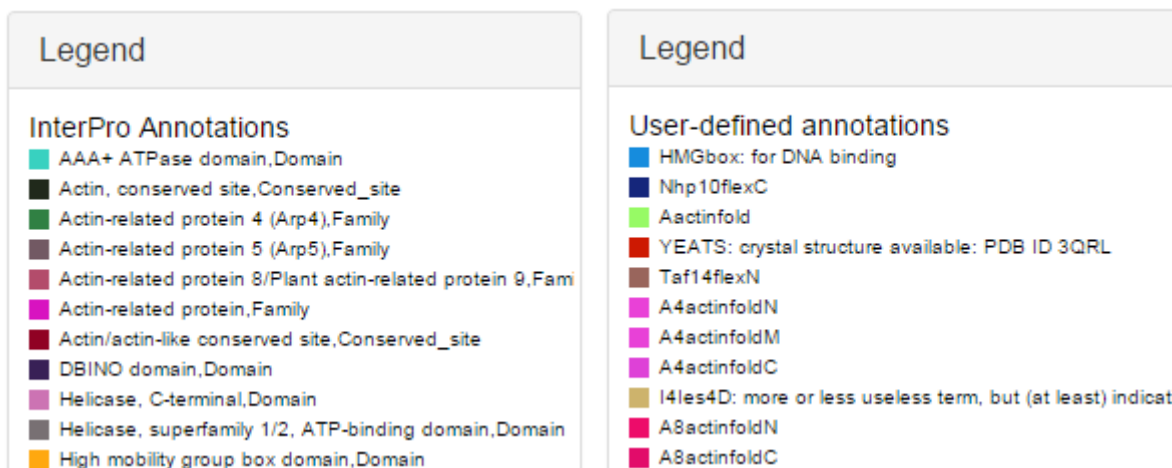 Legend
InterPro Annotations
AAA+ ATPase domain,Domain
Actin, conserved site,Conserved_site
Actin-related protein 4 (Arp4),Family
Actin-related protein 5 (Arp5),Family
Actin-related protein 8/Plant actin-related protein 9,Fami
Actin-related protein,Family
Actin/actin-like conserved site,Conserved_site
DBINO domain,Domain
Helicase, C-terminal,Domain
Helicase, superfamily 1/2, ATP-binding domain,Domain
High mobility group box domain,Domain
Legend
User-defined annotations
HMGbox: for DNA binding
Nhp10flexC
Aactinfold
YEATS: crystal structure available: PDB ID 3QRL
Taf14flexN
A4actinfoldN
A4actinfoldM
A4actinfoldC
I4Ies4D: more or less useless term, but (at least) indicat
A8actinfoldN
A8actinfoldC